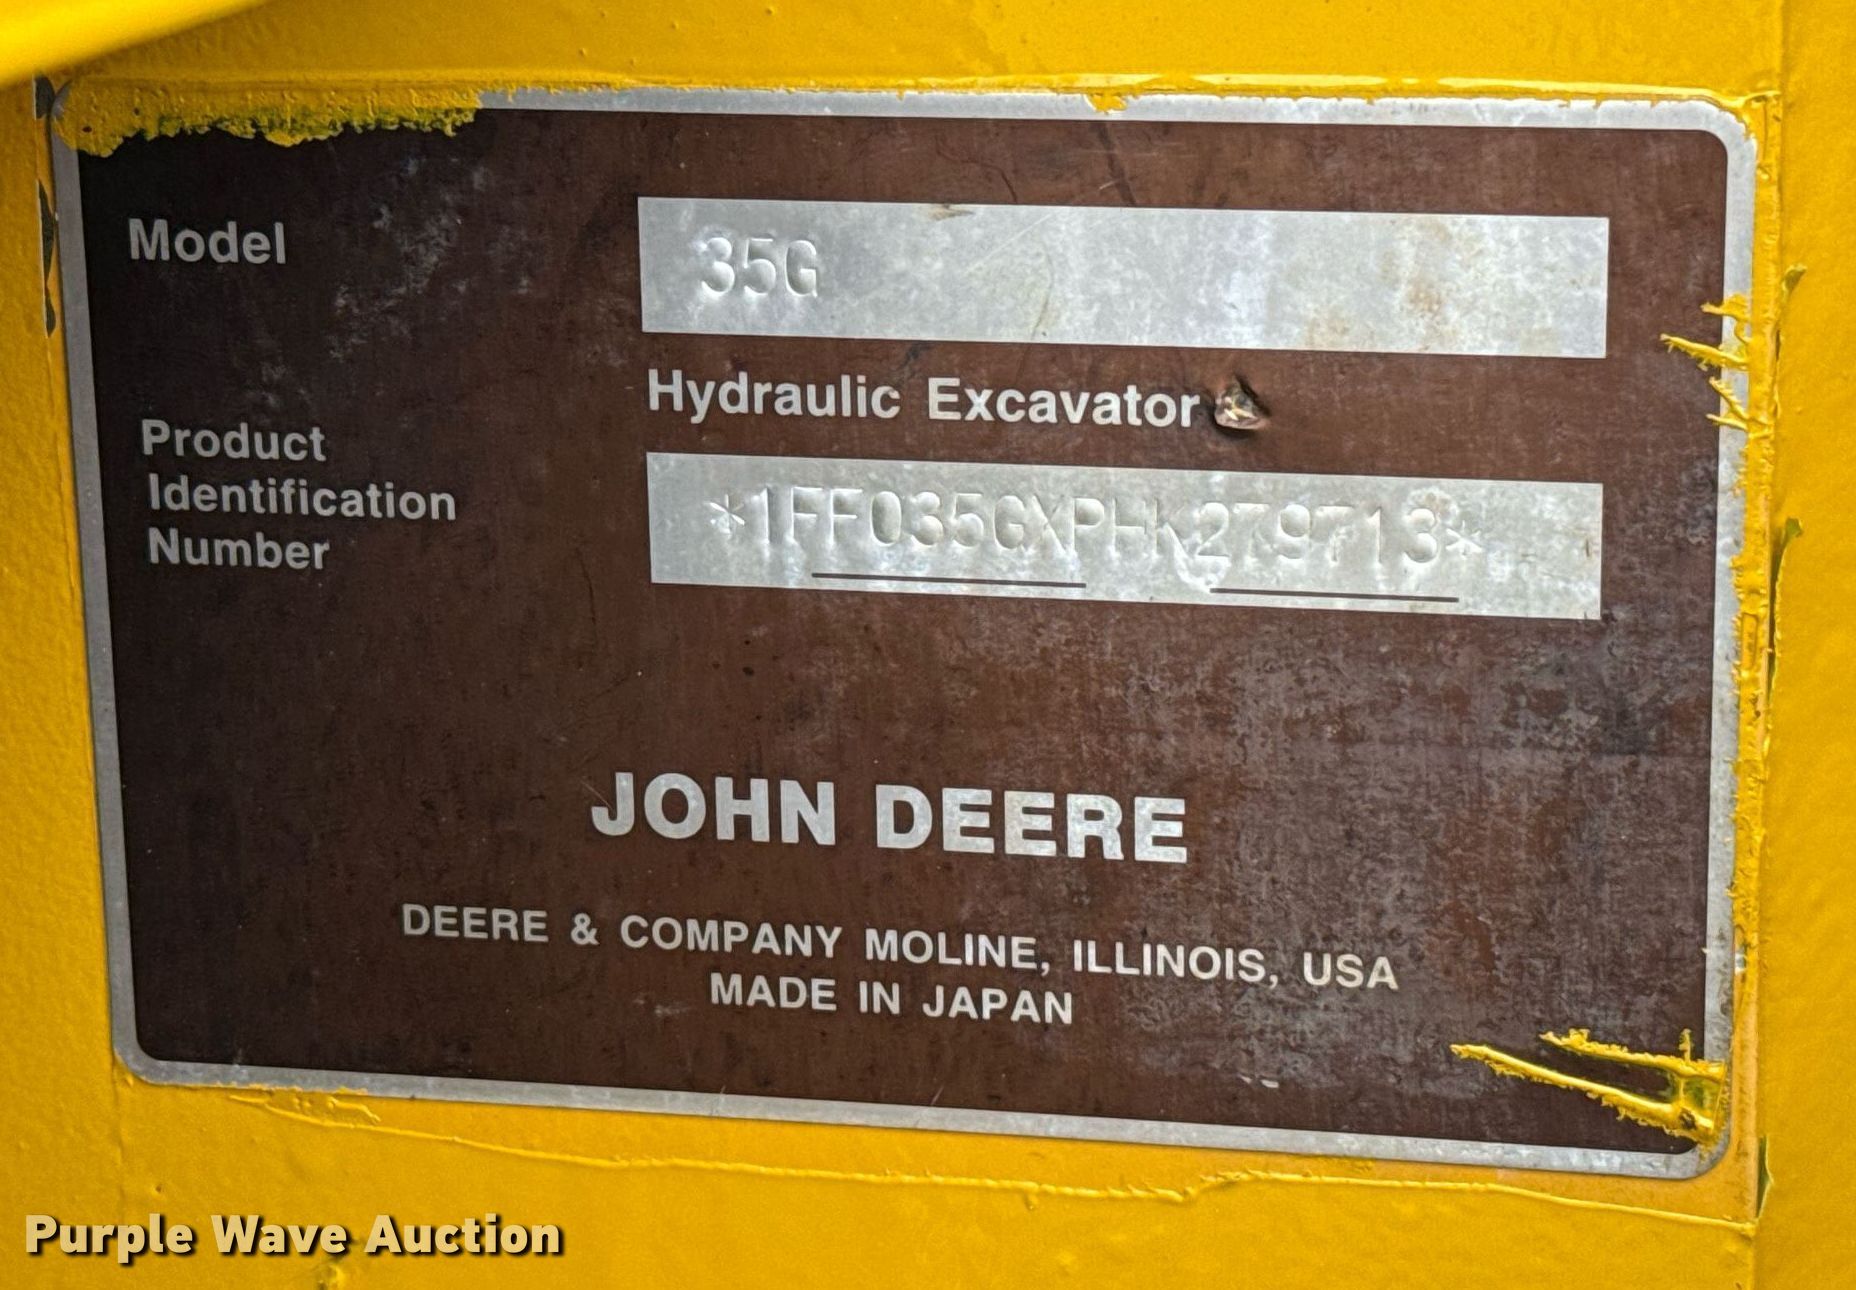 Model
35G
Hydraulic Excavator
Product
Identification
Number
*1FF035GXPHK279713*
JOHN DEERE
DEERE & COMPANY MOLINE, ILLINOIS, USA
MADE IN JAPAN
Purple Wave Auction